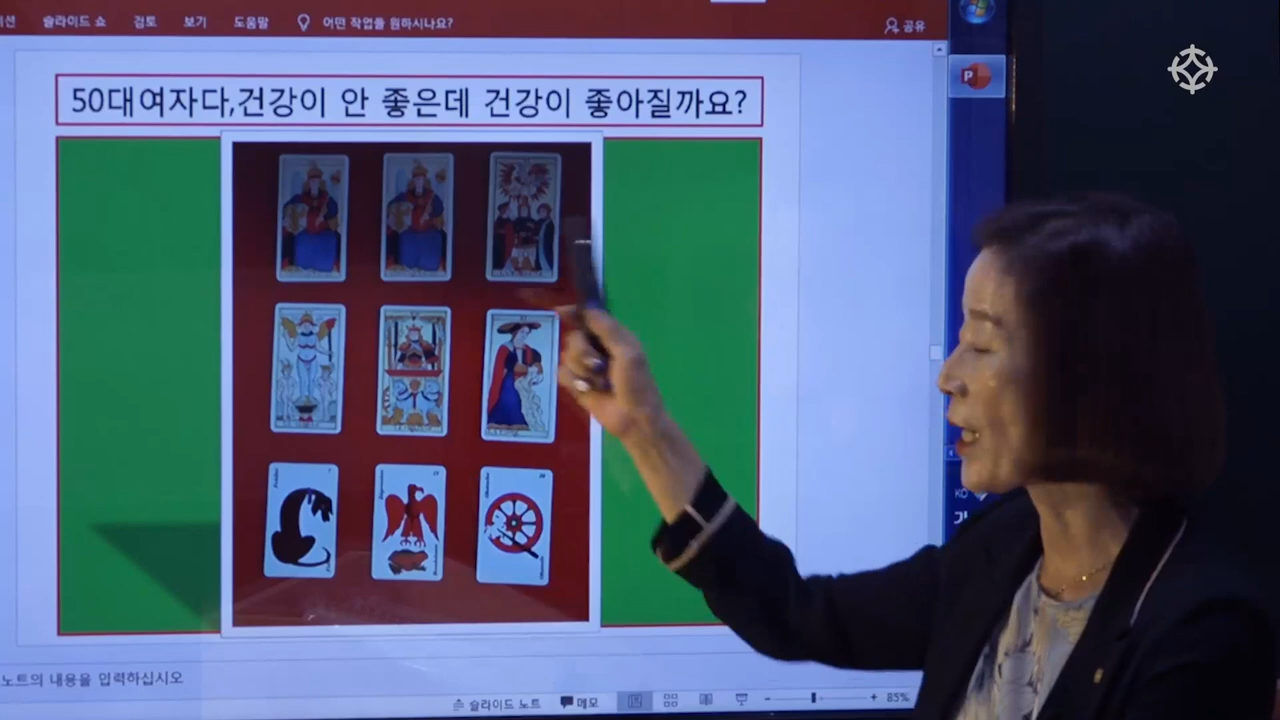 슬라이드 쇼 검토 보기 도움말 어떤 작업을 원하시나요? 공유
50대여자다,건강이 안 좋은데 건강이 좋아질까요?
노트의 내용을 입력하십시오
슬라이드 노트 메모 85%
KO